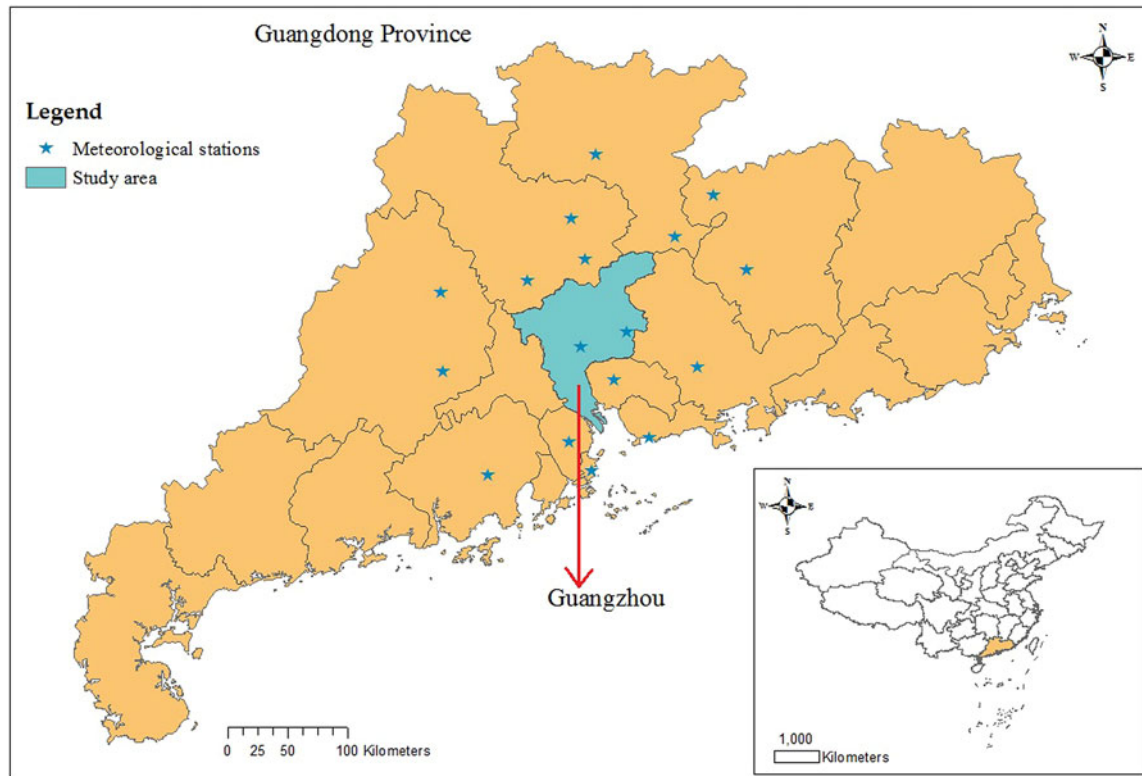 Guangdong Province
N
W E
S
Legend
Meteorological stations
Study area
Guangzhou
0 25 50 100 Kilometers
N
W E
S
1,000
Kilometers